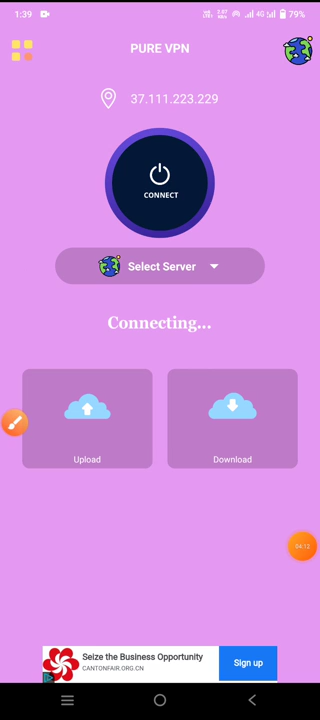 1:39
4G
79%
PURE VPN
37.111.223.229
CONNECT
Select Server
Connecting...
Upload
Download
04:12
Seize the Business Opportunity
CANTONFAIR.ORG.CN
Sign up